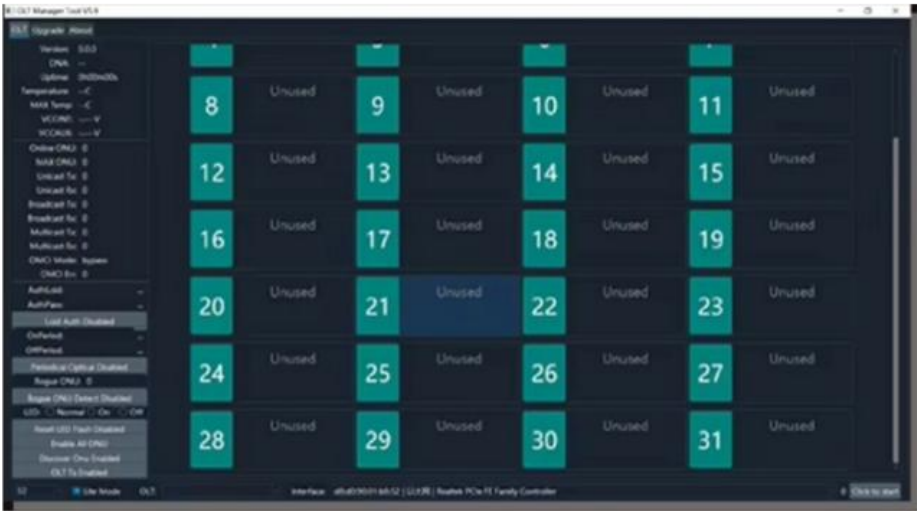 OLT Manager Tool V5.4
OLT Upgrade About
Version: 0.0.0
DNA: --
Uptime: 0h00m00s
Temperature: --C
MAX Temp: --C
VCCINT: ---V
VCCAUX: ---V
Online ONU: 0
MAX ONU: 0
Unicast Tx: 0
Unicast Rx: 0
Broadcast Tx: 0
Broadcast Rx: 0
Multicast Tx: 0
Multicast Rx: 0
OMCI Mode: bypass
OMCI Err: 0
AuthLoid:
AuthPass:
Loid Auth Disabled
OnPeriod:
OffPeriod:
Periodical Optical Disabled
Rogue ONU: 0
Rogue ONU Detect Disabled
LED: Normal On Off
Reset LED Flash Disabled
Enable All ONU
Discover Onu Enabled
OLT Tx Enabled
8 Unused 9 Unused 10 Unused 11 Unused
12 Unused 13 Unused 14 Unused 15 Unused
16 Unused 17 Unused 18 Unused 19 Unused
20 Unused 21 Unused 22 Unused 23 Unused
24 Unused 25 Unused 26 Unused 27 Unused
28 Unused 29 Unused 30 Unused 31 Unused
Lite Mode OLT: Interface: Realtek PCIe FE Family Controller 0 Click to start